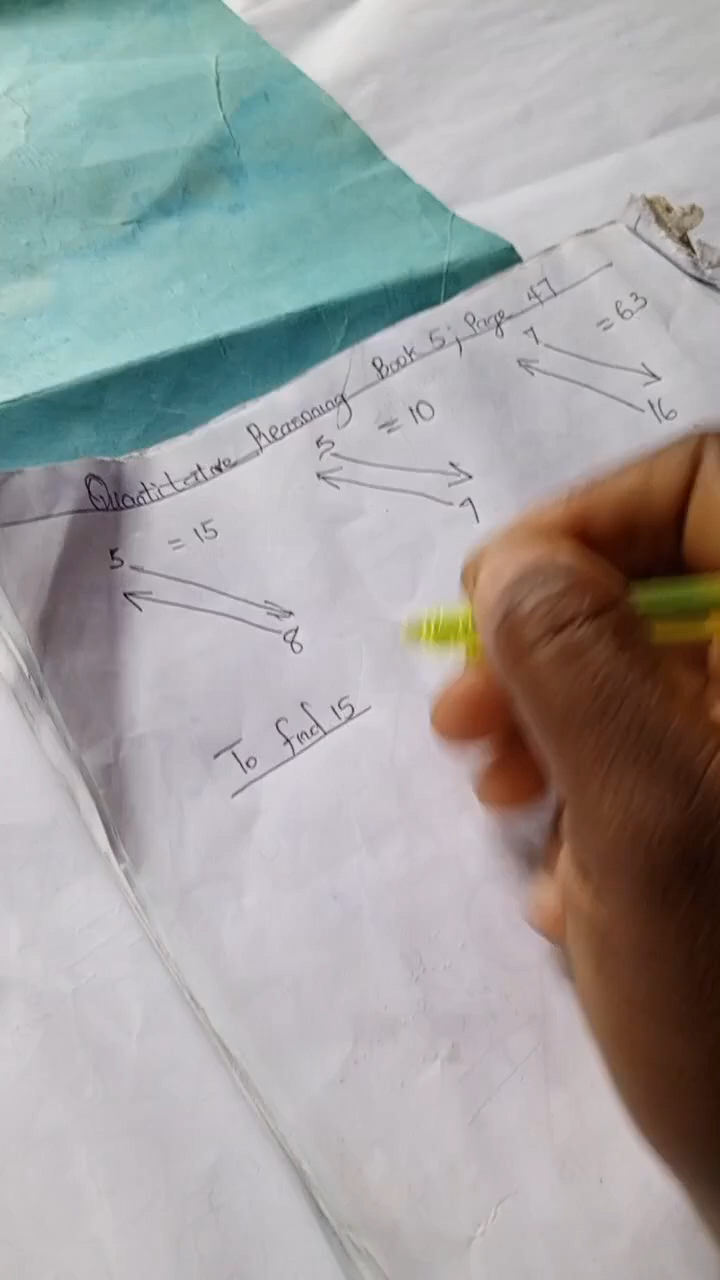 Quantitative Reasoning Book 5; Page 47
5 = 15
8
5 = 10
7
7 = 63
16
To find 15